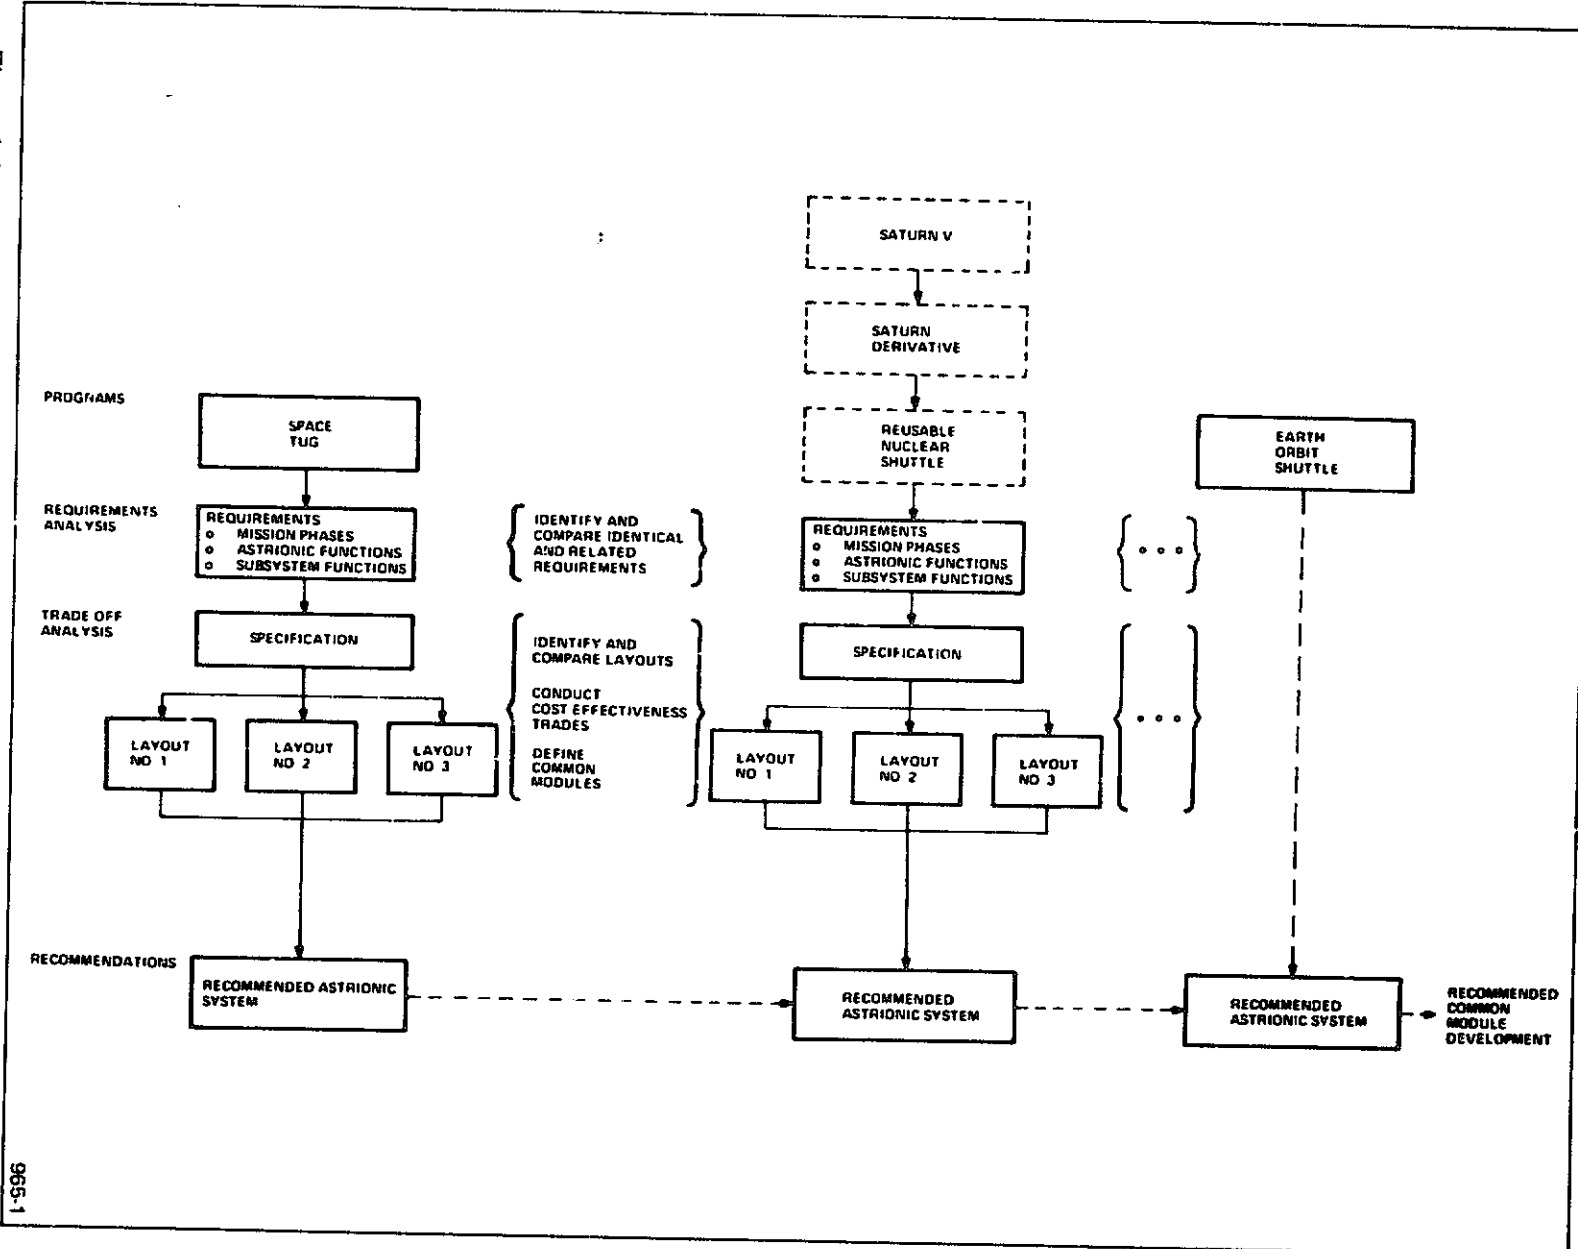 SATURN V
SATURN
DERIVATIVE
PROGRAMS
SPACE
TUG
REUSABLE
NUCLEAR
SHUTTLE
EARTH
ORBIT
SHUTTLE
REQUIREMENTS
ANALYSIS
REQUIREMENTS
o MISSION PHASES
o ASTRIONIC FUNCTIONS
o SUBSYSTEM FUNCTIONS
IDENTIFY AND
COMPARE IDENTICAL
AND RELATED
REQUIREMENTS
REQUIREMENTS
o MISSION PHASES
o ASTRIONIC FUNCTIONS
o SUBSYSTEM FUNCTIONS
TRADE OFF
ANALYSIS
SPECIFICATION
IDENTIFY AND
COMPARE LAYOUTS
CONDUCT
COST EFFECTIVENESS
TRADES
DEFINE
COMMON
MODULES
SPECIFICATION
LAYOUT
NO 1
LAYOUT
NO 2
LAYOUT
NO 3
LAYOUT
NO 1
LAYOUT
NO 2
LAYOUT
NO 3
RECOMMENDATIONS
RECOMMENDED ASTRIONIC
SYSTEM
RECOMMENDED
ASTRIONIC SYSTEM
RECOMMENDED
ASTRIONIC SYSTEM
RECOMMENDED
COMMON
MODULE
DEVELOPMENT
965-1